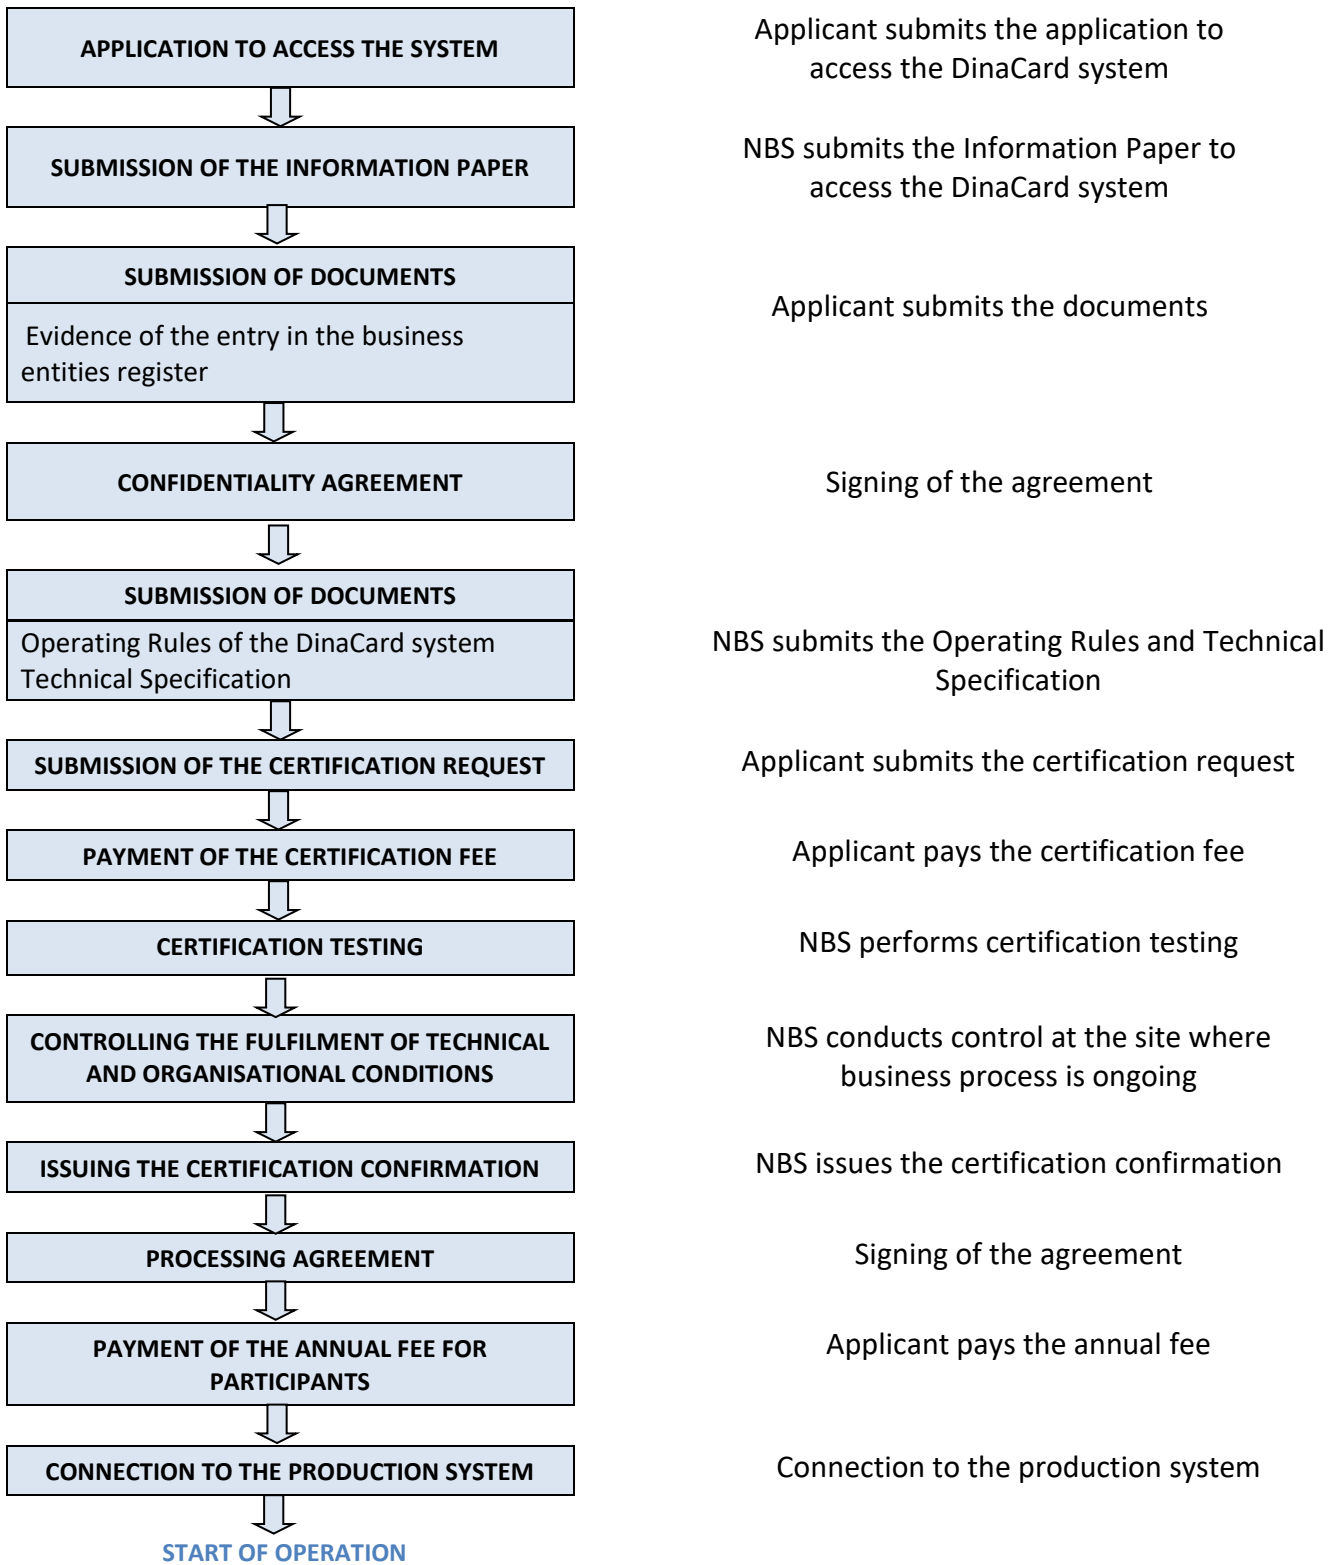 APPLICATION TO ACCESS THE SYSTEM
Applicant submits the application to
access the DinaCard system
SUBMISSION OF THE INFORMATION PAPER
NBS submits the Information Paper to
access the DinaCard system
SUBMISSION OF DOCUMENTS
Evidence of the entry in the business
entities register
Applicant submits the documents
CONFIDENTIALITY AGREEMENT
Signing of the agreement
SUBMISSION OF DOCUMENTS
Operating Rules of the DinaCard system
Technical Specification
NBS submits the Operating Rules and Technical
Specification
SUBMISSION OF THE CERTIFICATION REQUEST
Applicant submits the certification request
PAYMENT OF THE CERTIFICATION FEE
Applicant pays the certification fee
CERTIFICATION TESTING
NBS performs certification testing
CONTROLLING THE FULFILMENT OF TECHNICAL
AND ORGANISATIONAL CONDITIONS
NBS conducts control at the site where
business process is ongoing
ISSUING THE CERTIFICATION CONFIRMATION
NBS issues the certification confirmation
PROCESSING AGREEMENT
Signing of the agreement
PAYMENT OF THE ANNUAL FEE FOR
PARTICIPANTS
Applicant pays the annual fee
CONNECTION TO THE PRODUCTION SYSTEM
Connection to the production system
START OF OPERATION